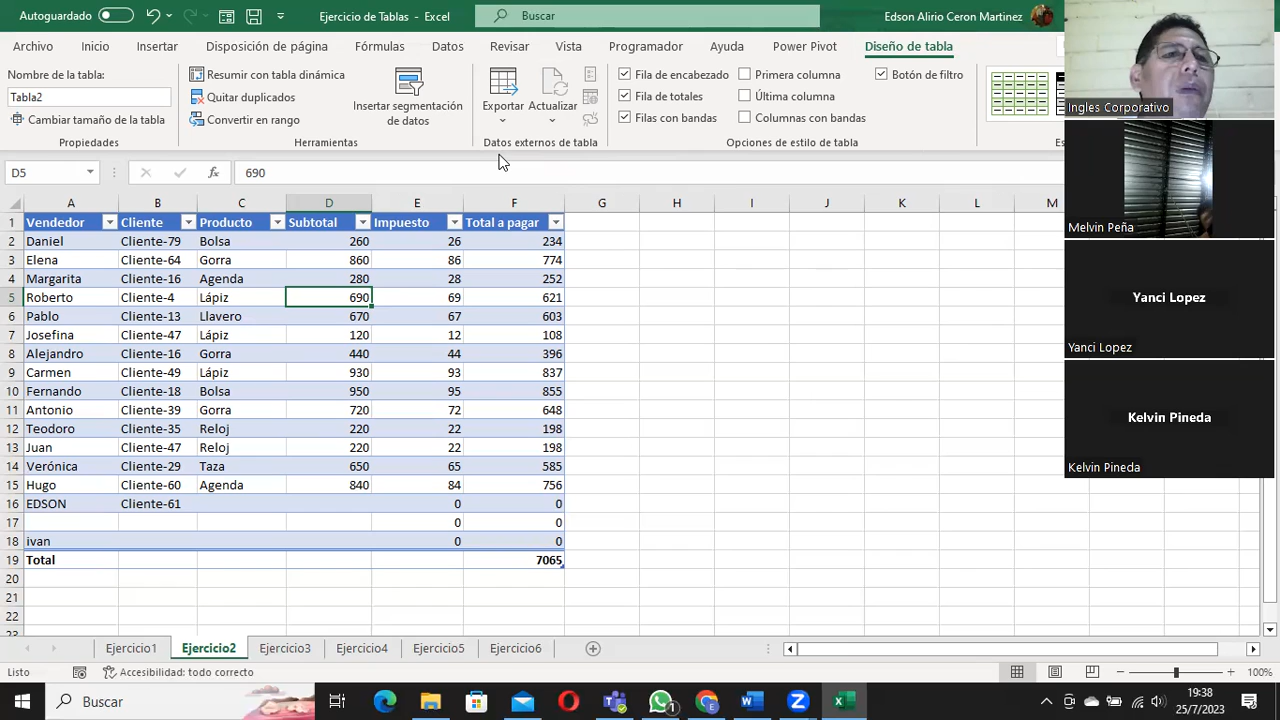 Autoguardado
Ejercicio de Tablas - Excel
Buscar
Edson Alirio Ceron Martinez
Archivo Inicio Insertar Disposición de página Fórmulas Datos Revisar Vista Programador Ayuda Power Pivot Diseño de tabla
Nombre de la tabla:
Tabla2
Cambiar tamaño de la tabla
Propiedades
Resumir con tabla dinámica
Quitar duplicados
Convertir en rango
Insertar segmentación
de datos
Herramientas
Exportar Actualizar
Datos externos de tabla
Fila de encabezado Primera columna Botón de filtro
Fila de totales Última columna
Filas con bandas Columnas con bandas
Opciones de estilo de tabla
Es
D5 fx 690
A B C D E F G H I J K L M
1 Vendedor Cliente Producto Subtotal Impuesto Total a pagar
2 Daniel Cliente-79 Bolsa 260 26 234
3 Elena Cliente-64 Gorra 860 86 774
4 Margarita Cliente-16 Agenda 280 28 252
5 Roberto Cliente-4 Lápiz 690 69 621
6 Pablo Cliente-13 Llavero 670 67 603
7 Josefina Cliente-47 Lápiz 120 12 108
8 Alejandro Cliente-16 Gorra 440 44 396
9 Carmen Cliente-49 Lápiz 930 93 837
10 Fernando Cliente-18 Bolsa 950 95 855
11 Antonio Cliente-39 Gorra 720 72 648
12 Teodoro Cliente-35 Reloj 220 22 198
13 Juan Cliente-47 Reloj 220 22 198
14 Verónica Cliente-29 Taza 650 65 585
15 Hugo Cliente-60 Agenda 840 84 756
16 EDSON Cliente-61 0 0
17 0 0
18 ivan 0 0
19 Total 7065
20
21
22
23
Ingles Corporativo
Melvin Peña
Yanci Lopez
Yanci Lopez
Kelvin Pineda
Kelvin Pineda
Ejercicio1 Ejercicio2 Ejercicio3 Ejercicio4 Ejercicio5 Ejercicio6
Listo Accesibilidad: todo correcto 100%
Buscar
1
19:38
25/7/2023